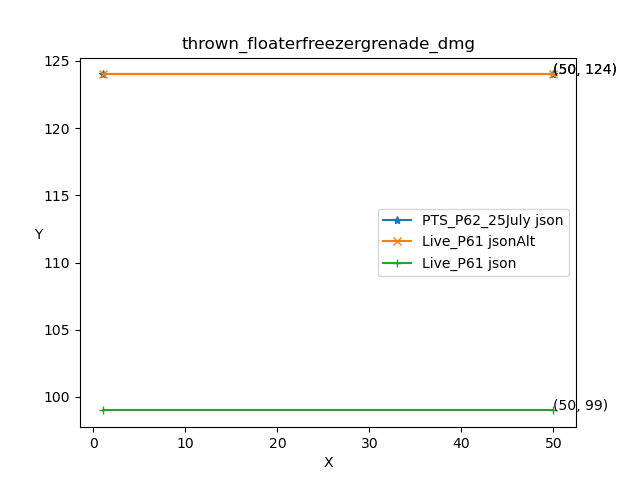 thrown_floaterfreezergrenade_dmg
125
(50, 124)
120
115
PTS_P62_25July json
Y
Live_P61 jsonAlt
110
Live_P61 json
105
100
(50, 99)
0 10 20 30 40 50
X